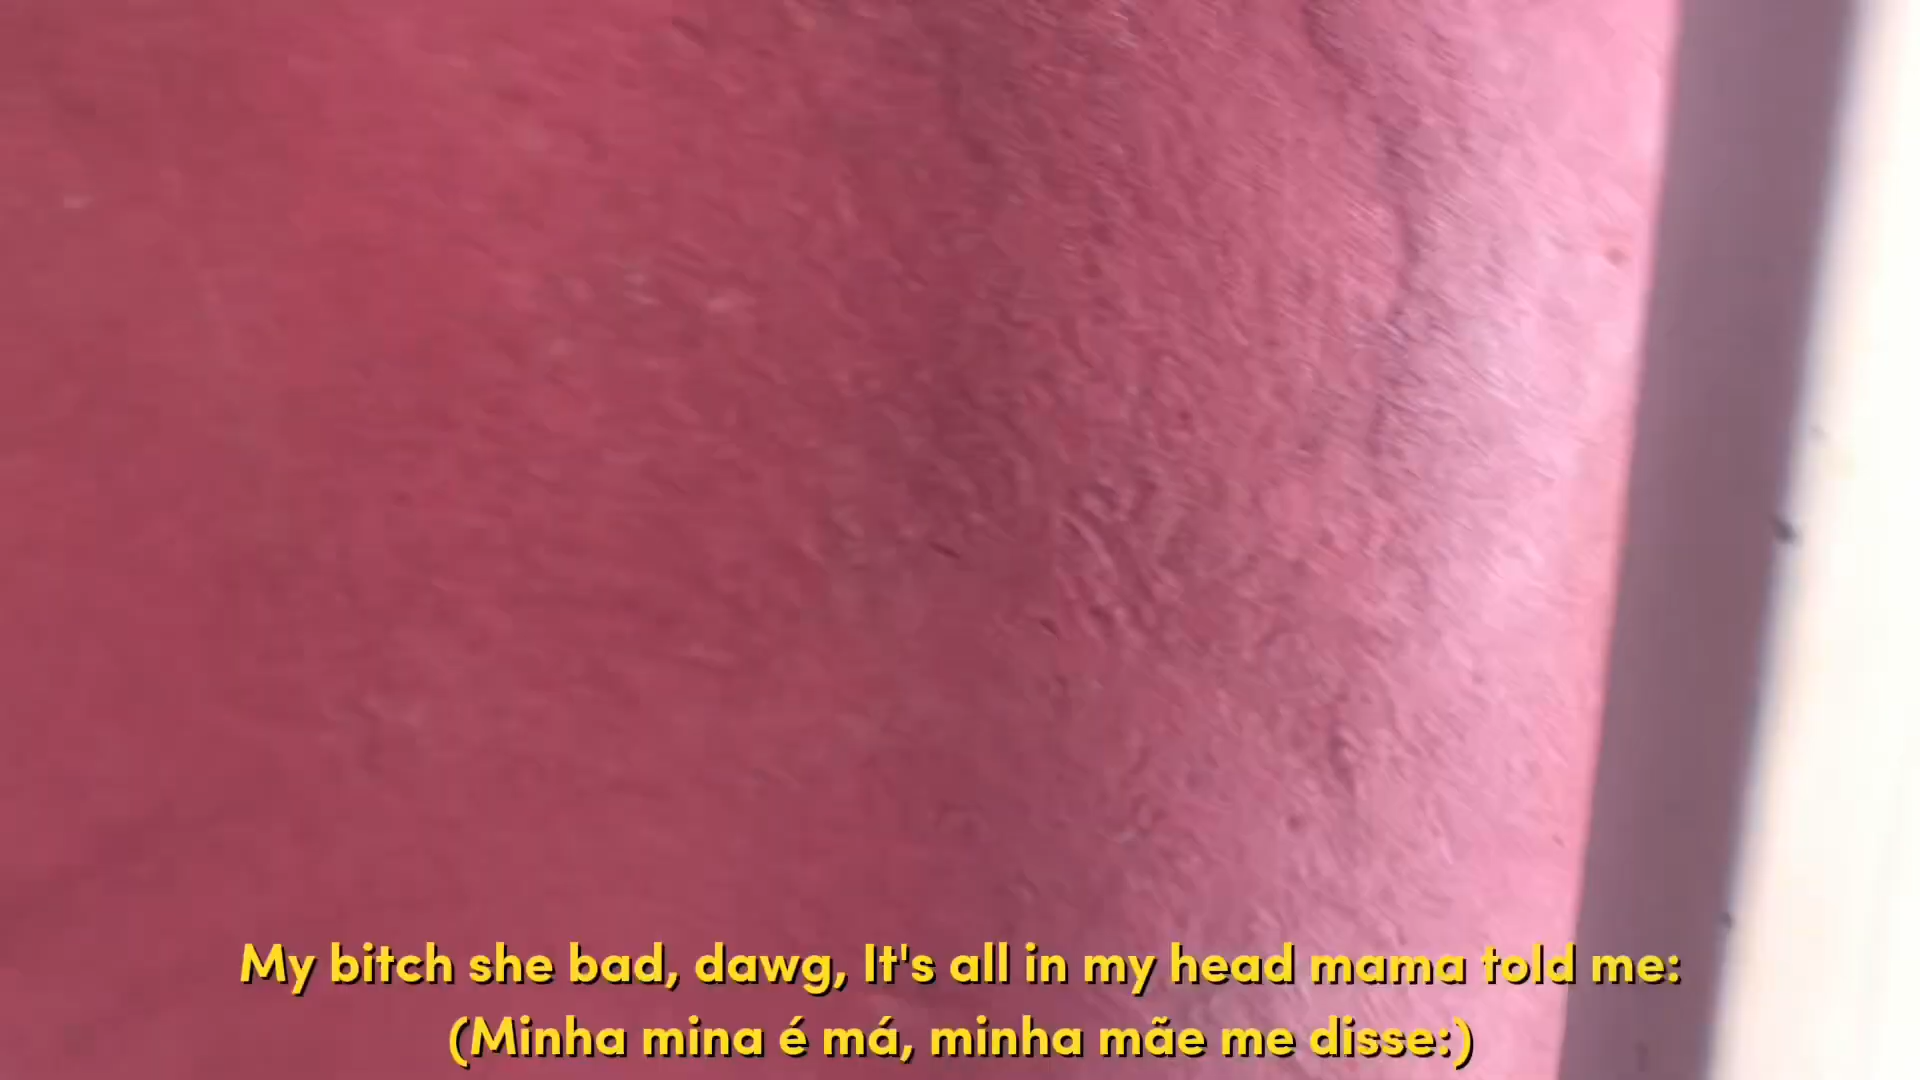 My bitch she bad, dawg, It's all in my head mama told me:
(Minha mina é má, minha mãe me disse:)